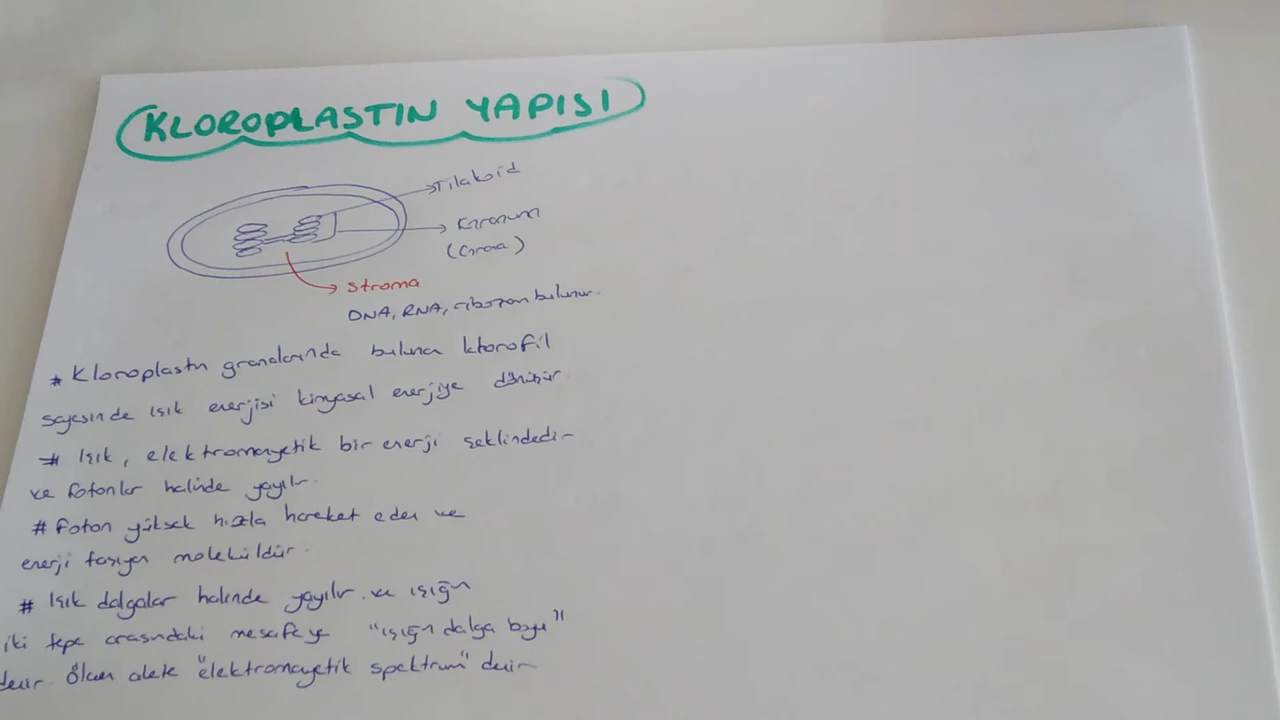 KLOROPLASTIN YAPISI
Tilakoid
Granum
(Grana)
Stroma
DNA, RNA, ribozom bulunur.
* Kloroplastın granalarında bulunan klorofil
sayesinde ışık enerjisi kimyasal enerjiye dönüşür
* Işık, elektromanyetik bir enerji şeklindedir
ve fotonlar halinde yayılır.
# Foton yüksek hızla hareket eden ve
enerji taşıyan moleküldür.
# Işık dalgalar halinde yayılır. ve ışığın
iki tepe arasındaki mesafeye "ışığın dalga boyu"
denir. Ölçen alete "elektromanyetik spektrum" denir